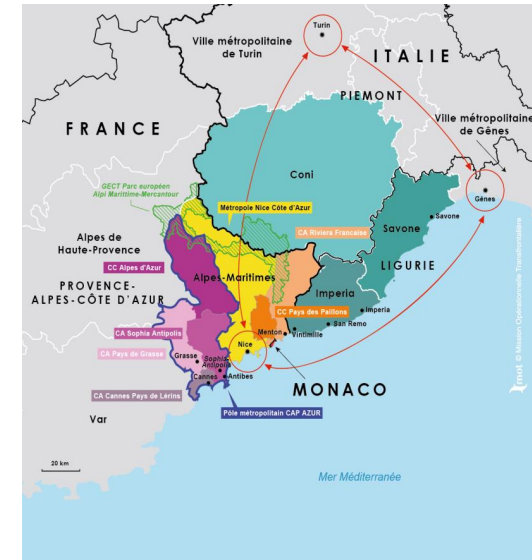 Turin
Ville métropolitaine
de Turin
ITALIE
PIEMONT
Ville métropolitaine
de Gênes
FRANCE
GECT Parc européen
Alpi Marittime-Mercantour
Coni
Gênes
Métropole Nice Côte d'Azur
Savone
Alpes de
Haute-Provence
CA Riviera Française
Savone
CC Alpes d'Azur
Alpes-Maritimes
LIGURIE
PROVENCE-
ALPES-CÔTE D'AZUR
Imperia
CC Pays des Paillons
Imperia
San Remo
CA Sophia Antipolis
Menton
Vintimille
CA Pays de Grasse
Nice
Grasse
Sophia
Antipolis
MONACO
Cannes
Antibes
CA Cannes Pays de Lérins
Pôle métropolitain CAP AZUR
Var
20 km
Mer Méditerranée
mot © Mission Opérationnelle Transfrontalière